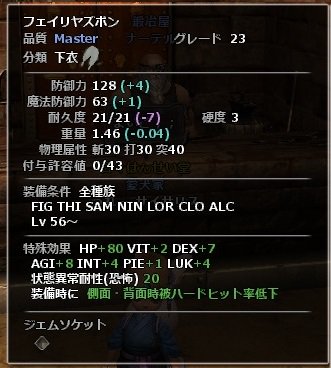 フェイリヤズボン
品質 Master グレード 23
分類 下衣
防御力 128 (+4)
魔法防御力 63 (+1)
耐久度 21/21 (-7) 硬度 3
重量 1.46 (-0.04)
物理属性 斬30 打30 突40
付与許容値 0/43
装備条件 全種族
FIG THI SAM NIN LOR CLO ALC
Lv 56～
特殊効果 HP+80 VIT+2 DEX+7
AGI+8 INT+4 PIE+1 LUK+4
状態異常耐性(恐怖) 20
装備時に 側面・背面時被ハードヒット率低下
ジェムソケット